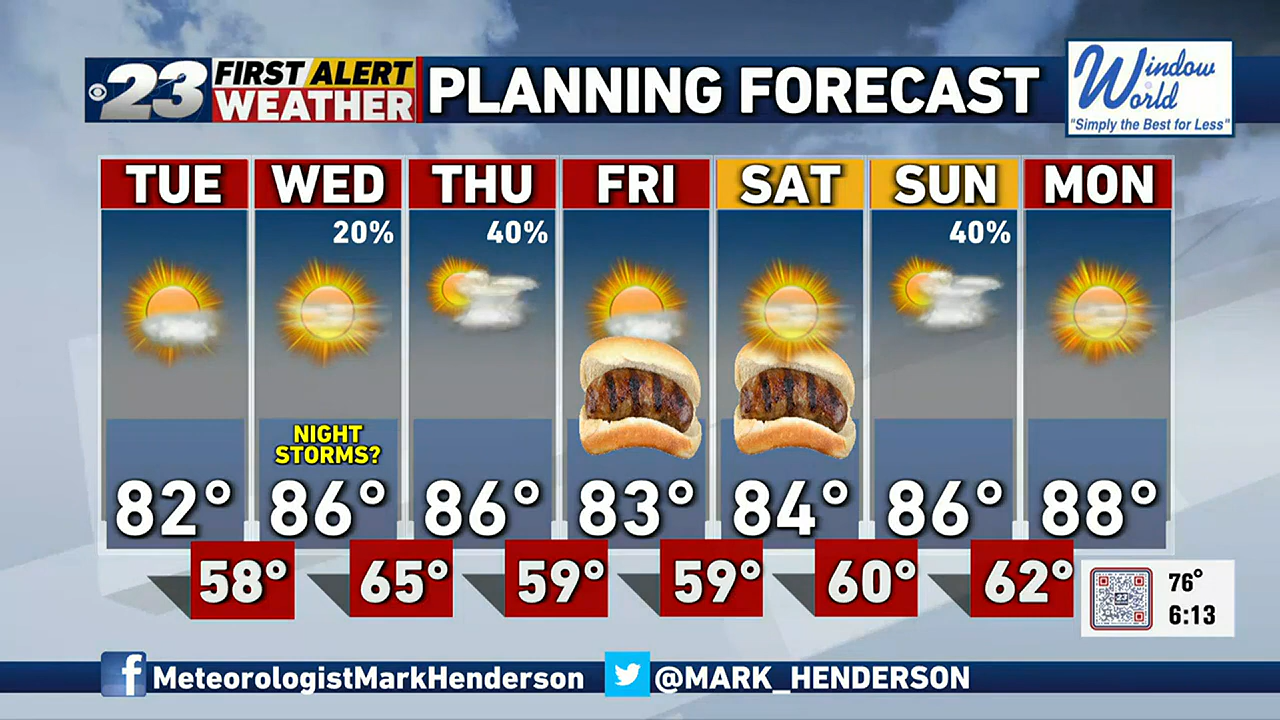 23 FIRST ALERT WEATHER
PLANNING FORECAST
Window World
"Simply the Best for Less"
TUE WED THU FRI SAT SUN MON
20% 40% 40%
NIGHT
STORMS?
82° 86° 86° 83° 84° 86° 88°
58° 65° 59° 59° 60° 62°
23
76°
6:13
f MeteorologistMarkHenderson @MARK_HENDERSON